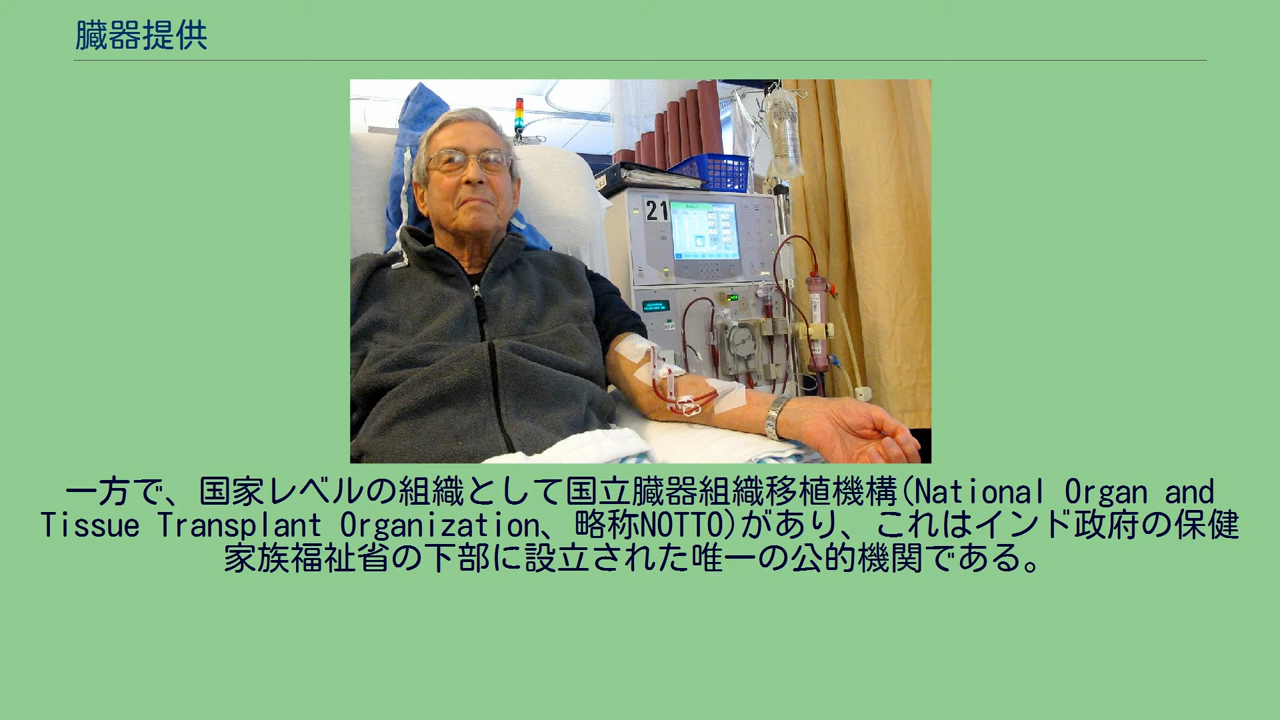 臓器提供
21
一方で、国家レベルの組織として国立臓器組織移植機構(National Organ and
Tissue Transplant Organization、略称NOTTO)があり、これはインド政府の保健
家族福祉省の下部に設立された唯一の公的機関である。